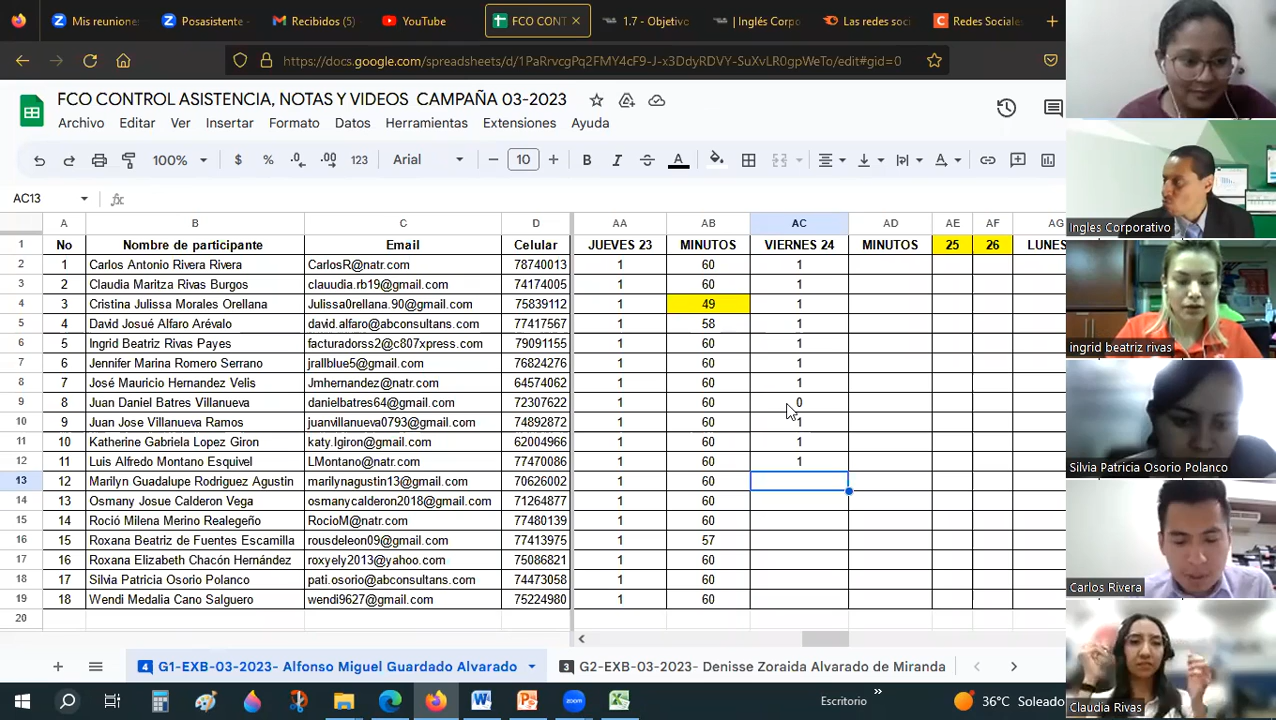 Mis reunione
Posasistente -
Recibidos (5)
YouTube
FCO CONT
1.7 - Objetivo
| Inglés Corpo
Las redes soci
Redes Sociale
https://docs.google.com/spreadsheets/d/1PaRrvcgPq2FMY4cF9-J-x3DdyRDVY-SuXvLR0gpWeTo/edit#gid=0
FCO CONTROL ASISTENCIA, NOTAS Y VIDEOS CAMPAÑA 03-2023
Archivo Editar Ver Insertar Formato Datos Herramientas Extensiones Ayuda
100% $ % .0 .00 123 Arial 10 B I A
AC13 fx
A B C D AA AB AC AD AE AF AG
1 No Nombre de participante Email Celular JUEVES 23 MINUTOS VIERNES 24 MINUTOS 25 26 LUNES
2 1 Carlos Antonio Rivera Rivera CarlosR@natr.com 78740013 1 60 1
3 2 Claudia Maritza Rivas Burgos clauudia.rb19@gmail.com 74174005 1 60 1
4 3 Cristina Julissa Morales Orellana Julissa0rellana.90@gmail.com 75839112 1 49 1
5 4 David Josué Alfaro Arévalo david.alfaro@abconsultans.com 77417567 1 58 1
6 5 Ingrid Beatriz Rivas Payes facturadorss2@c807xpress.com 79091155 1 60 1
7 6 Jennifer Marina Romero Serrano jrallblue5@gmail.com 76824276 1 60 1
8 7 José Mauricio Hernandez Velis Jmhernandez@natr.com 64574062 1 60 1
9 8 Juan Daniel Batres Villanueva danielbatres64@gmail.com 72307622 1 60 0
10 9 Juan Jose Villanueva Ramos juanvillanueva0793@gmail.com 74892872 1 60 1
11 10 Katherine Gabriela Lopez Giron katy.lgiron@gmail.com 62004966 1 60 1
12 11 Luis Alfredo Montano Esquivel LMontano@natr.com 77470086 1 60 1
13 12 Marilyn Guadalupe Rodriguez Agustin marilynagustin13@gmail.com 70626002 1 60
14 13 Osmany Josue Calderon Vega osmanycalderon2018@gmail.com 71264877 1 60
15 14 Roció Milena Merino Realegeño RocioM@natr.com 77480139 1 60
16 15 Roxana Beatriz de Fuentes Escamilla rousdeleon09@gmail.com 77413975 1 57
17 16 Roxana Elizabeth Chacón Hernández roxyely2013@yahoo.com 75086821 1 60
18 17 Silvia Patricia Osorio Polanco pati.osorio@abconsultans.com 74473058 1 60
19 18 Wendi Medalia Cano Salguero wendi9627@gmail.com 75224980 1 60
20
4 G1-EXB-03-2023- Alfonso Miguel Guardado Alvarado
3 G2-EXB-03-2023- Denisse Zoraida Alvarado de Miranda
Escritorio
36°C Soleado
Ingles Corporativo
ingrid beatriz rivas
Silvia Patricia Osorio Polanco
Carlos Rivera
Claudia Rivas